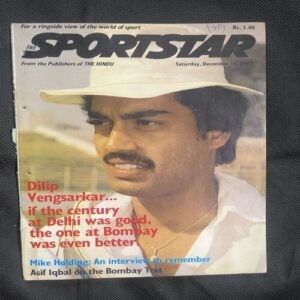 For a ringside view of the world of sport
Rs. 3.00
THE
SPORTSTAR
From the Publishers of THE HINDU
Saturday, December
Dilip
Vengsarkar...
if the century
at Delhi was good,
the one at Bombay
was even better
Mike Holding: An interview to remember
Asif Iqbal on the Bombay Test